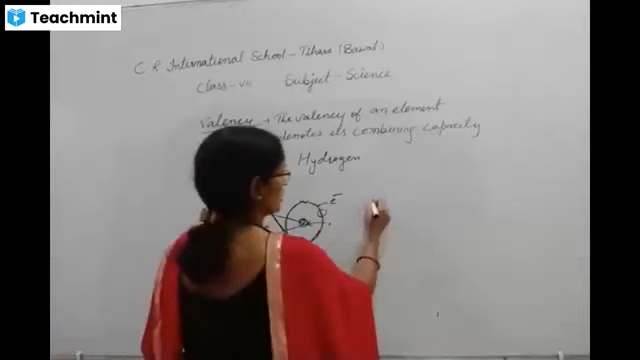 Teachmint
C R International School - Jhare (Bawal)
Class - VII Subject - Science
Valency → The valency of an element
denotes its combining capacity
Hydrogen
e⁻